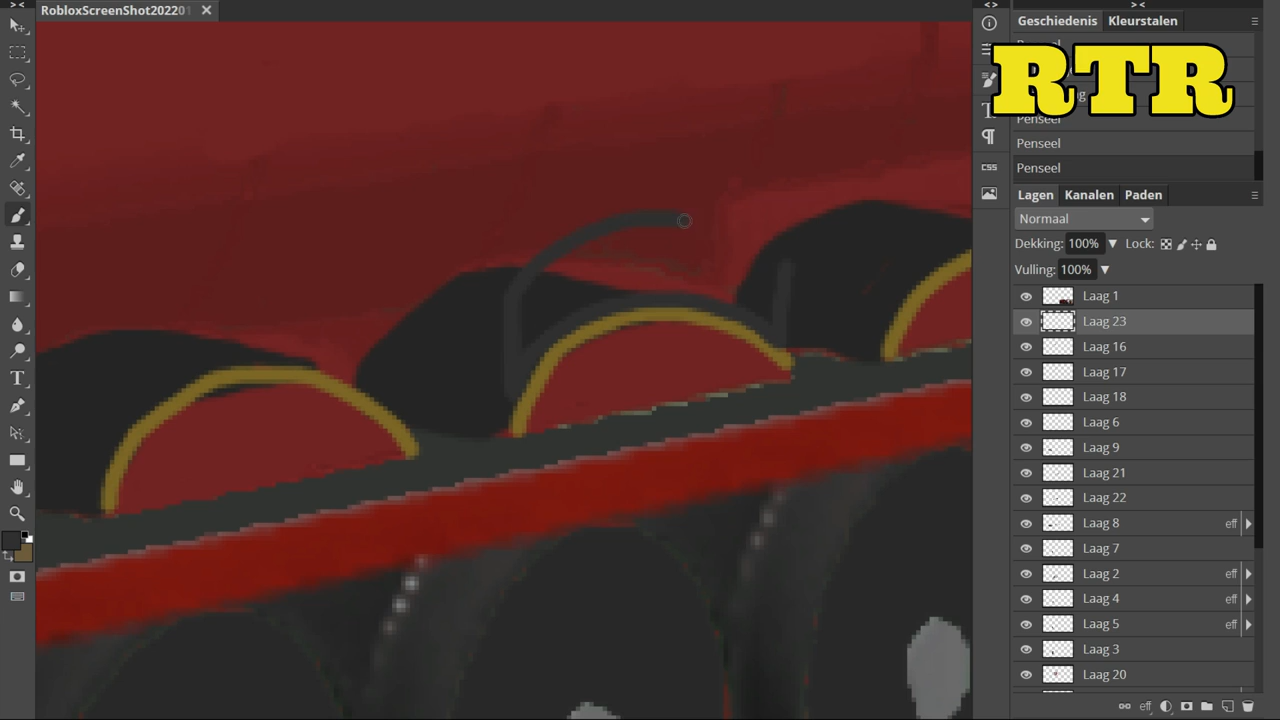 RobloxScreenShot202201
Geschiedenis Kleurstalen
RTR
Penseel
Penseel
Penseel
CSS
Lagen Kanalen Paden
Normaal
Dekking: 100% Lock:
Vulling: 100%
Laag 1
Laag 23
Laag 16
Laag 17
Laag 18
Laag 6
Laag 9
Laag 21
Laag 22
Laag 8 eff
Laag 7
Laag 2 eff
Laag 4 eff
Laag 5 eff
Laag 3
Laag 20
eff